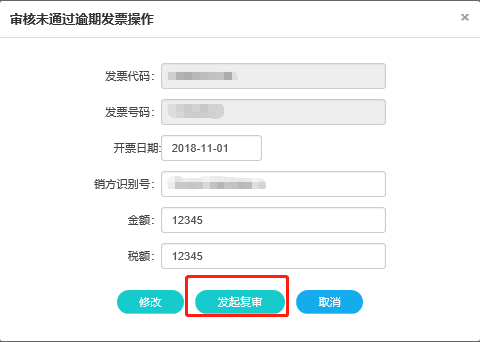 审核未通过逾期发票操作 ×
发票代码:
发票号码:
开票日期: 2018-11-01
销方识别号:
金额: 12345
税额: 12345
修改 发起复审 取消